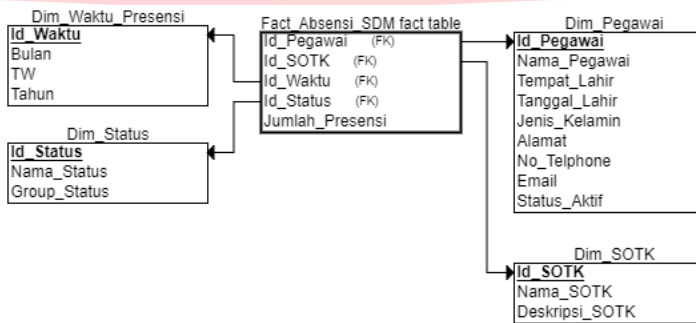 Dim_Waktu_Presensi
Id_Waktu
Bulan
TW
Tahun
Dim_Status
Id_Status
Nama_Status
Group_Status
Fact_Absensi_SDM fact table
Id_Pegawai (FK)
Id_SOTK (FK)
Id_Waktu (FK)
Id_Status (FK)
Jumlah_Presensi
Dim_Pegawai
Id_Pegawai
Nama_Pegawai
Tempat_Lahir
Tanggal_Lahir
Jenis_Kelamin
Alamat
No_Telphone
Email
Status_Aktif
Dim_SOTK
Id_SOTK
Nama_SOTK
Deskripsi_SOTK